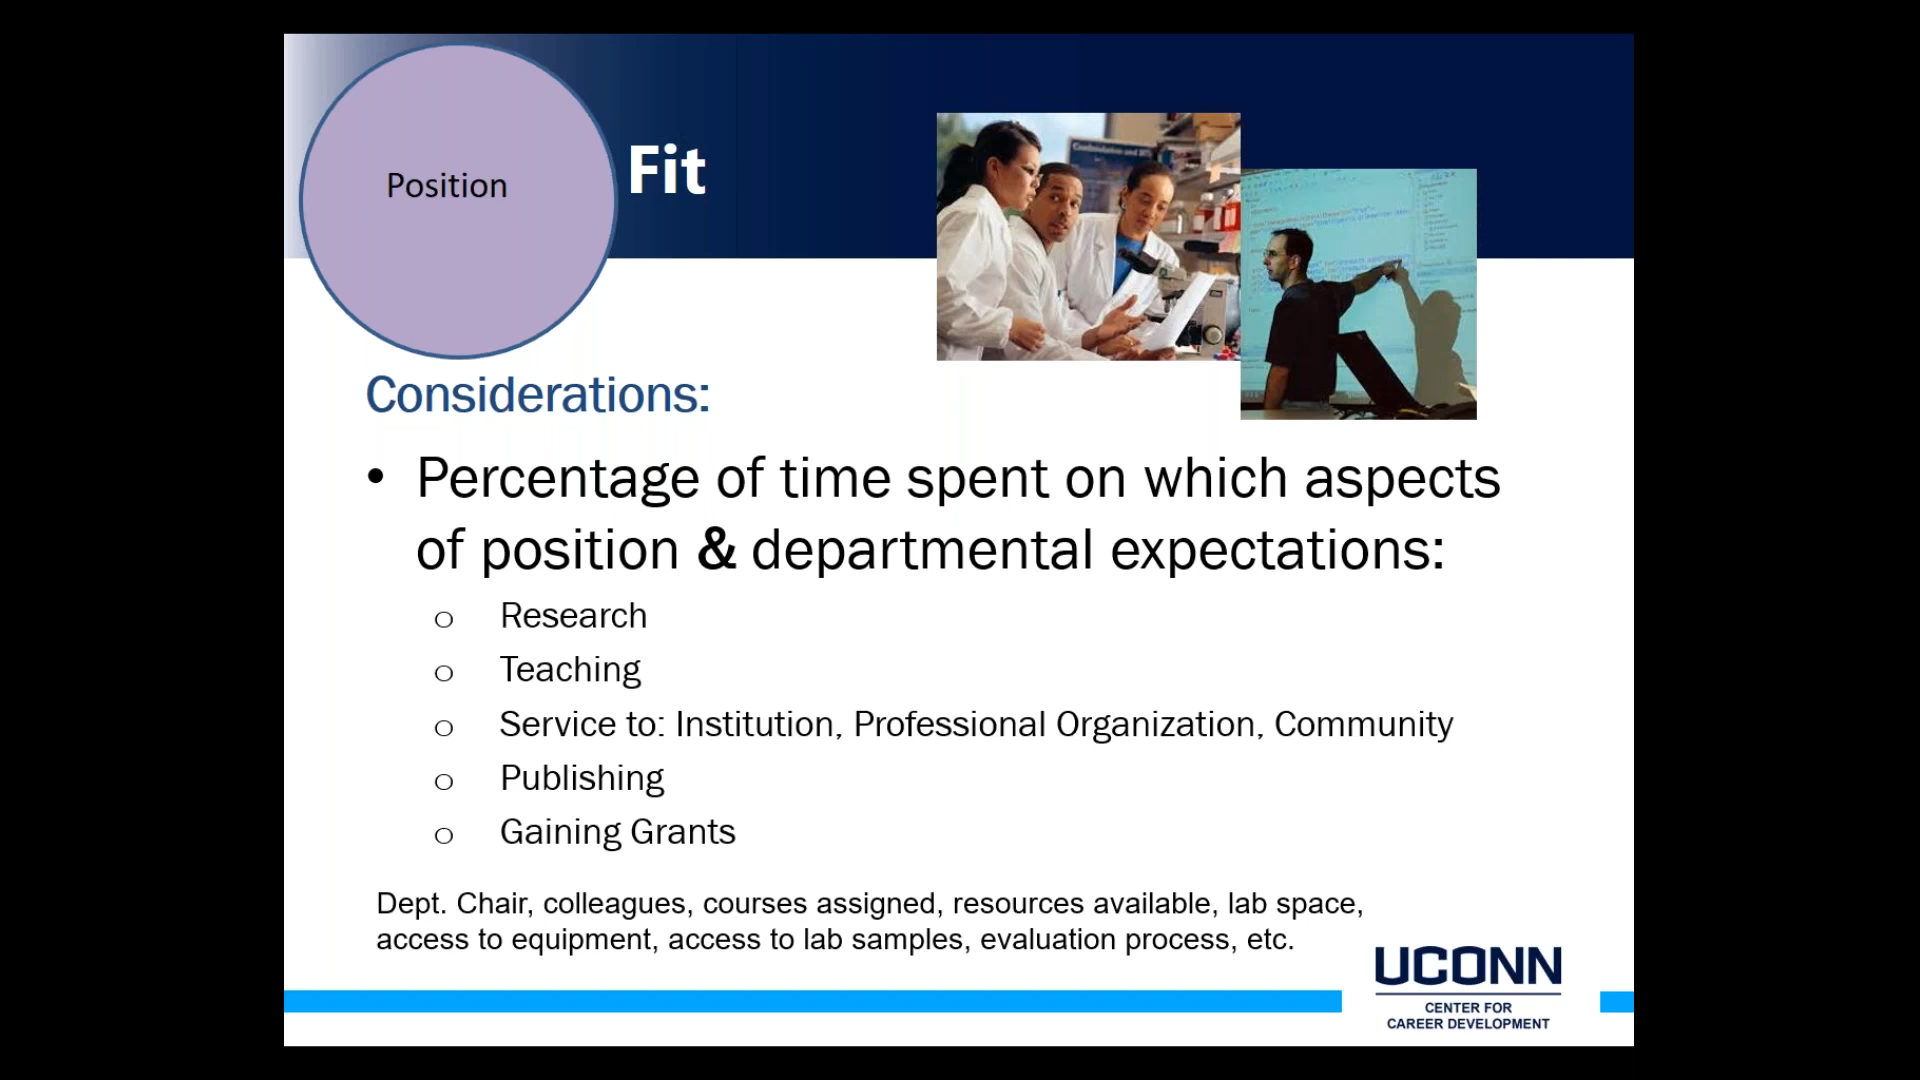 Position
Fit
Considerations:
• Percentage of time spent on which aspects
of position & departmental expectations:
o Research
o Teaching
o Service to: Institution, Professional Organization, Community
o Publishing
o Gaining Grants
Dept. Chair, colleagues, courses assigned, resources available, lab space,
access to equipment, access to lab samples, evaluation process, etc.
UCONN
CENTER FOR
CAREER DEVELOPMENT